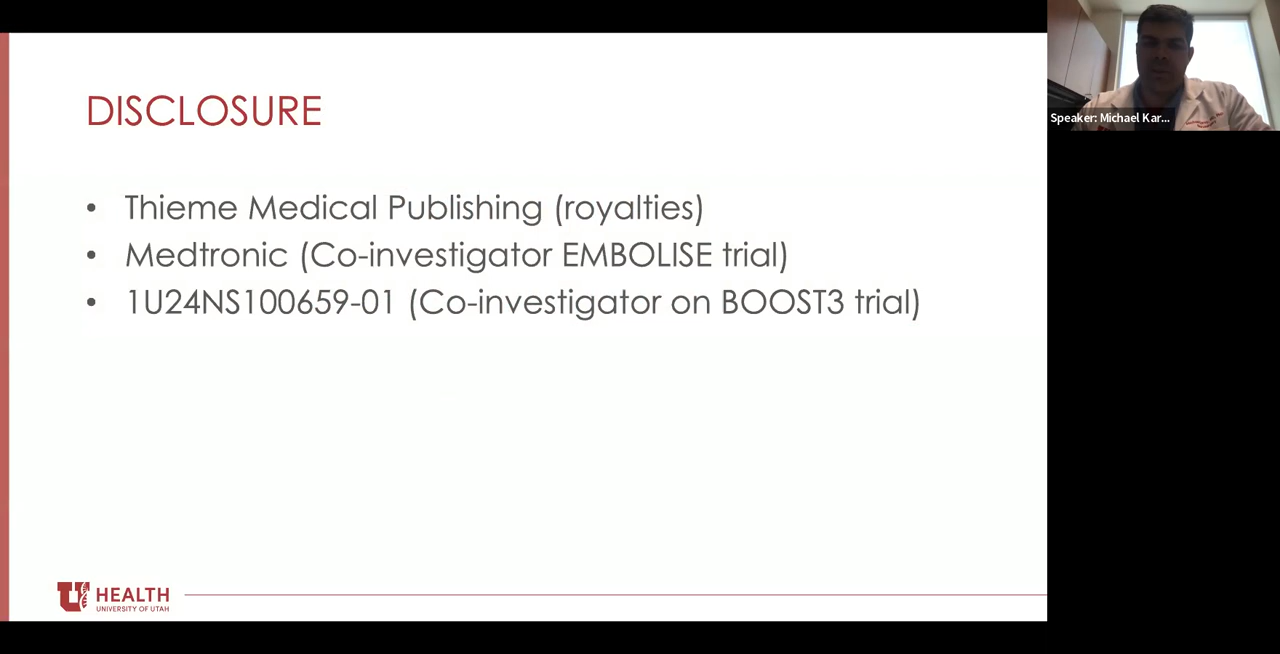 DISCLOSURE
• Thieme Medical Publishing (royalties)
• Medtronic (Co-investigator EMBOLISE trial)
• 1U24NS100659-01 (Co-investigator on BOOST3 trial)
HEALTH
UNIVERSITY OF UTAH
Speaker: Michael Kar...